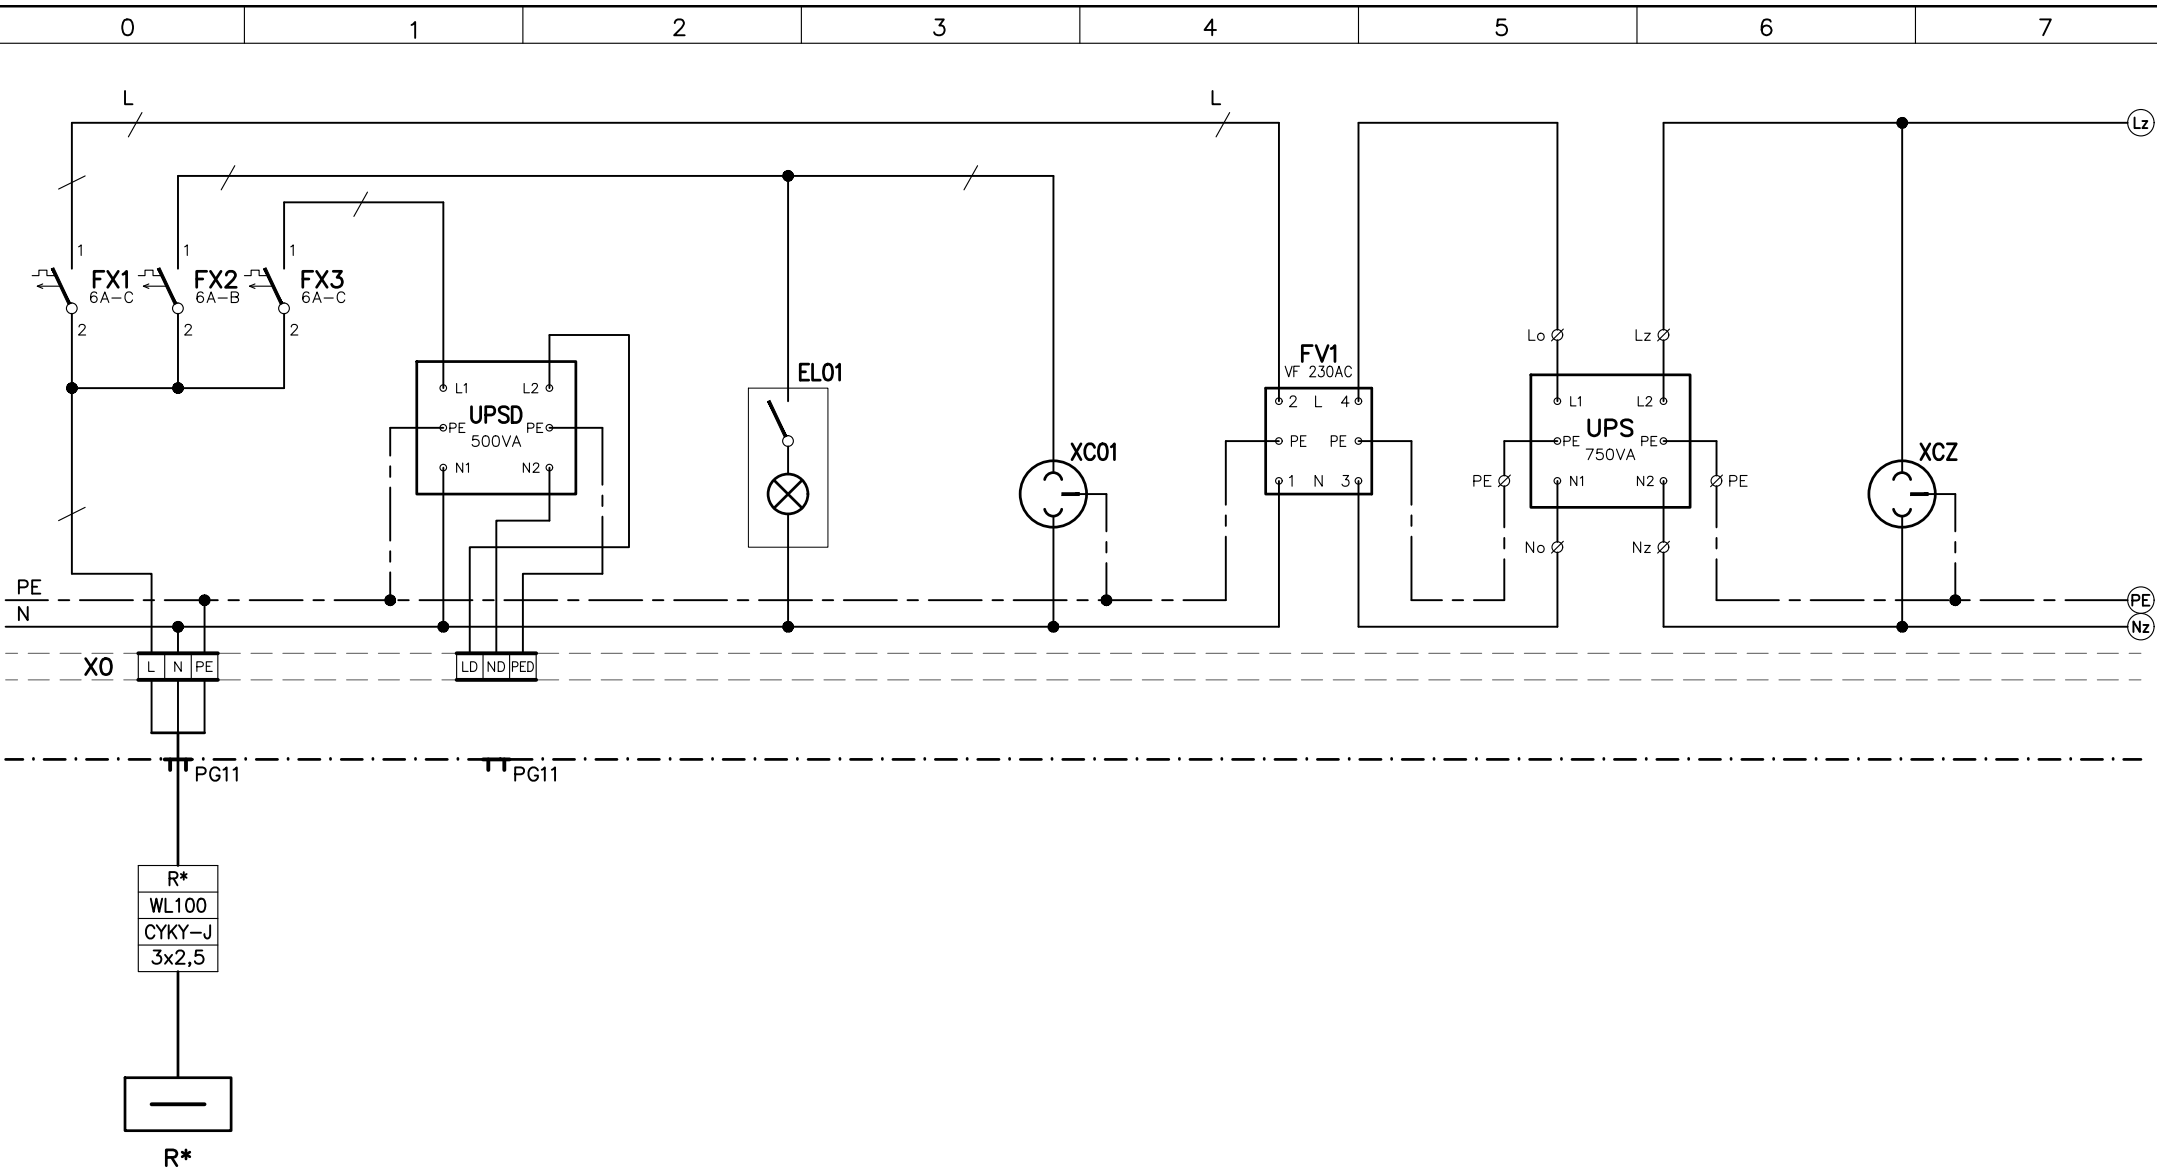 0 1 2 3 4 5 6 7
L L
Lz
1 1 1
FX1 FX2 FX3
6A-C 6A-B 6A-C
2 2 2
Lo Lz
FV1
VF 230AC
EL01
L1 L2
UPSD
PE PE
500VA
N1 N2
2 L 4
PE PE
1 N 3
L1 L2
UPS
PE PE
750VA
N1 N2
XC01
XCZ
PE PE
No Nz
PE
N
PE
Nz
X0 L N PE LD ND PED
PG11 PG11
R*
WL100
CYKY-J
3x2,5
R*